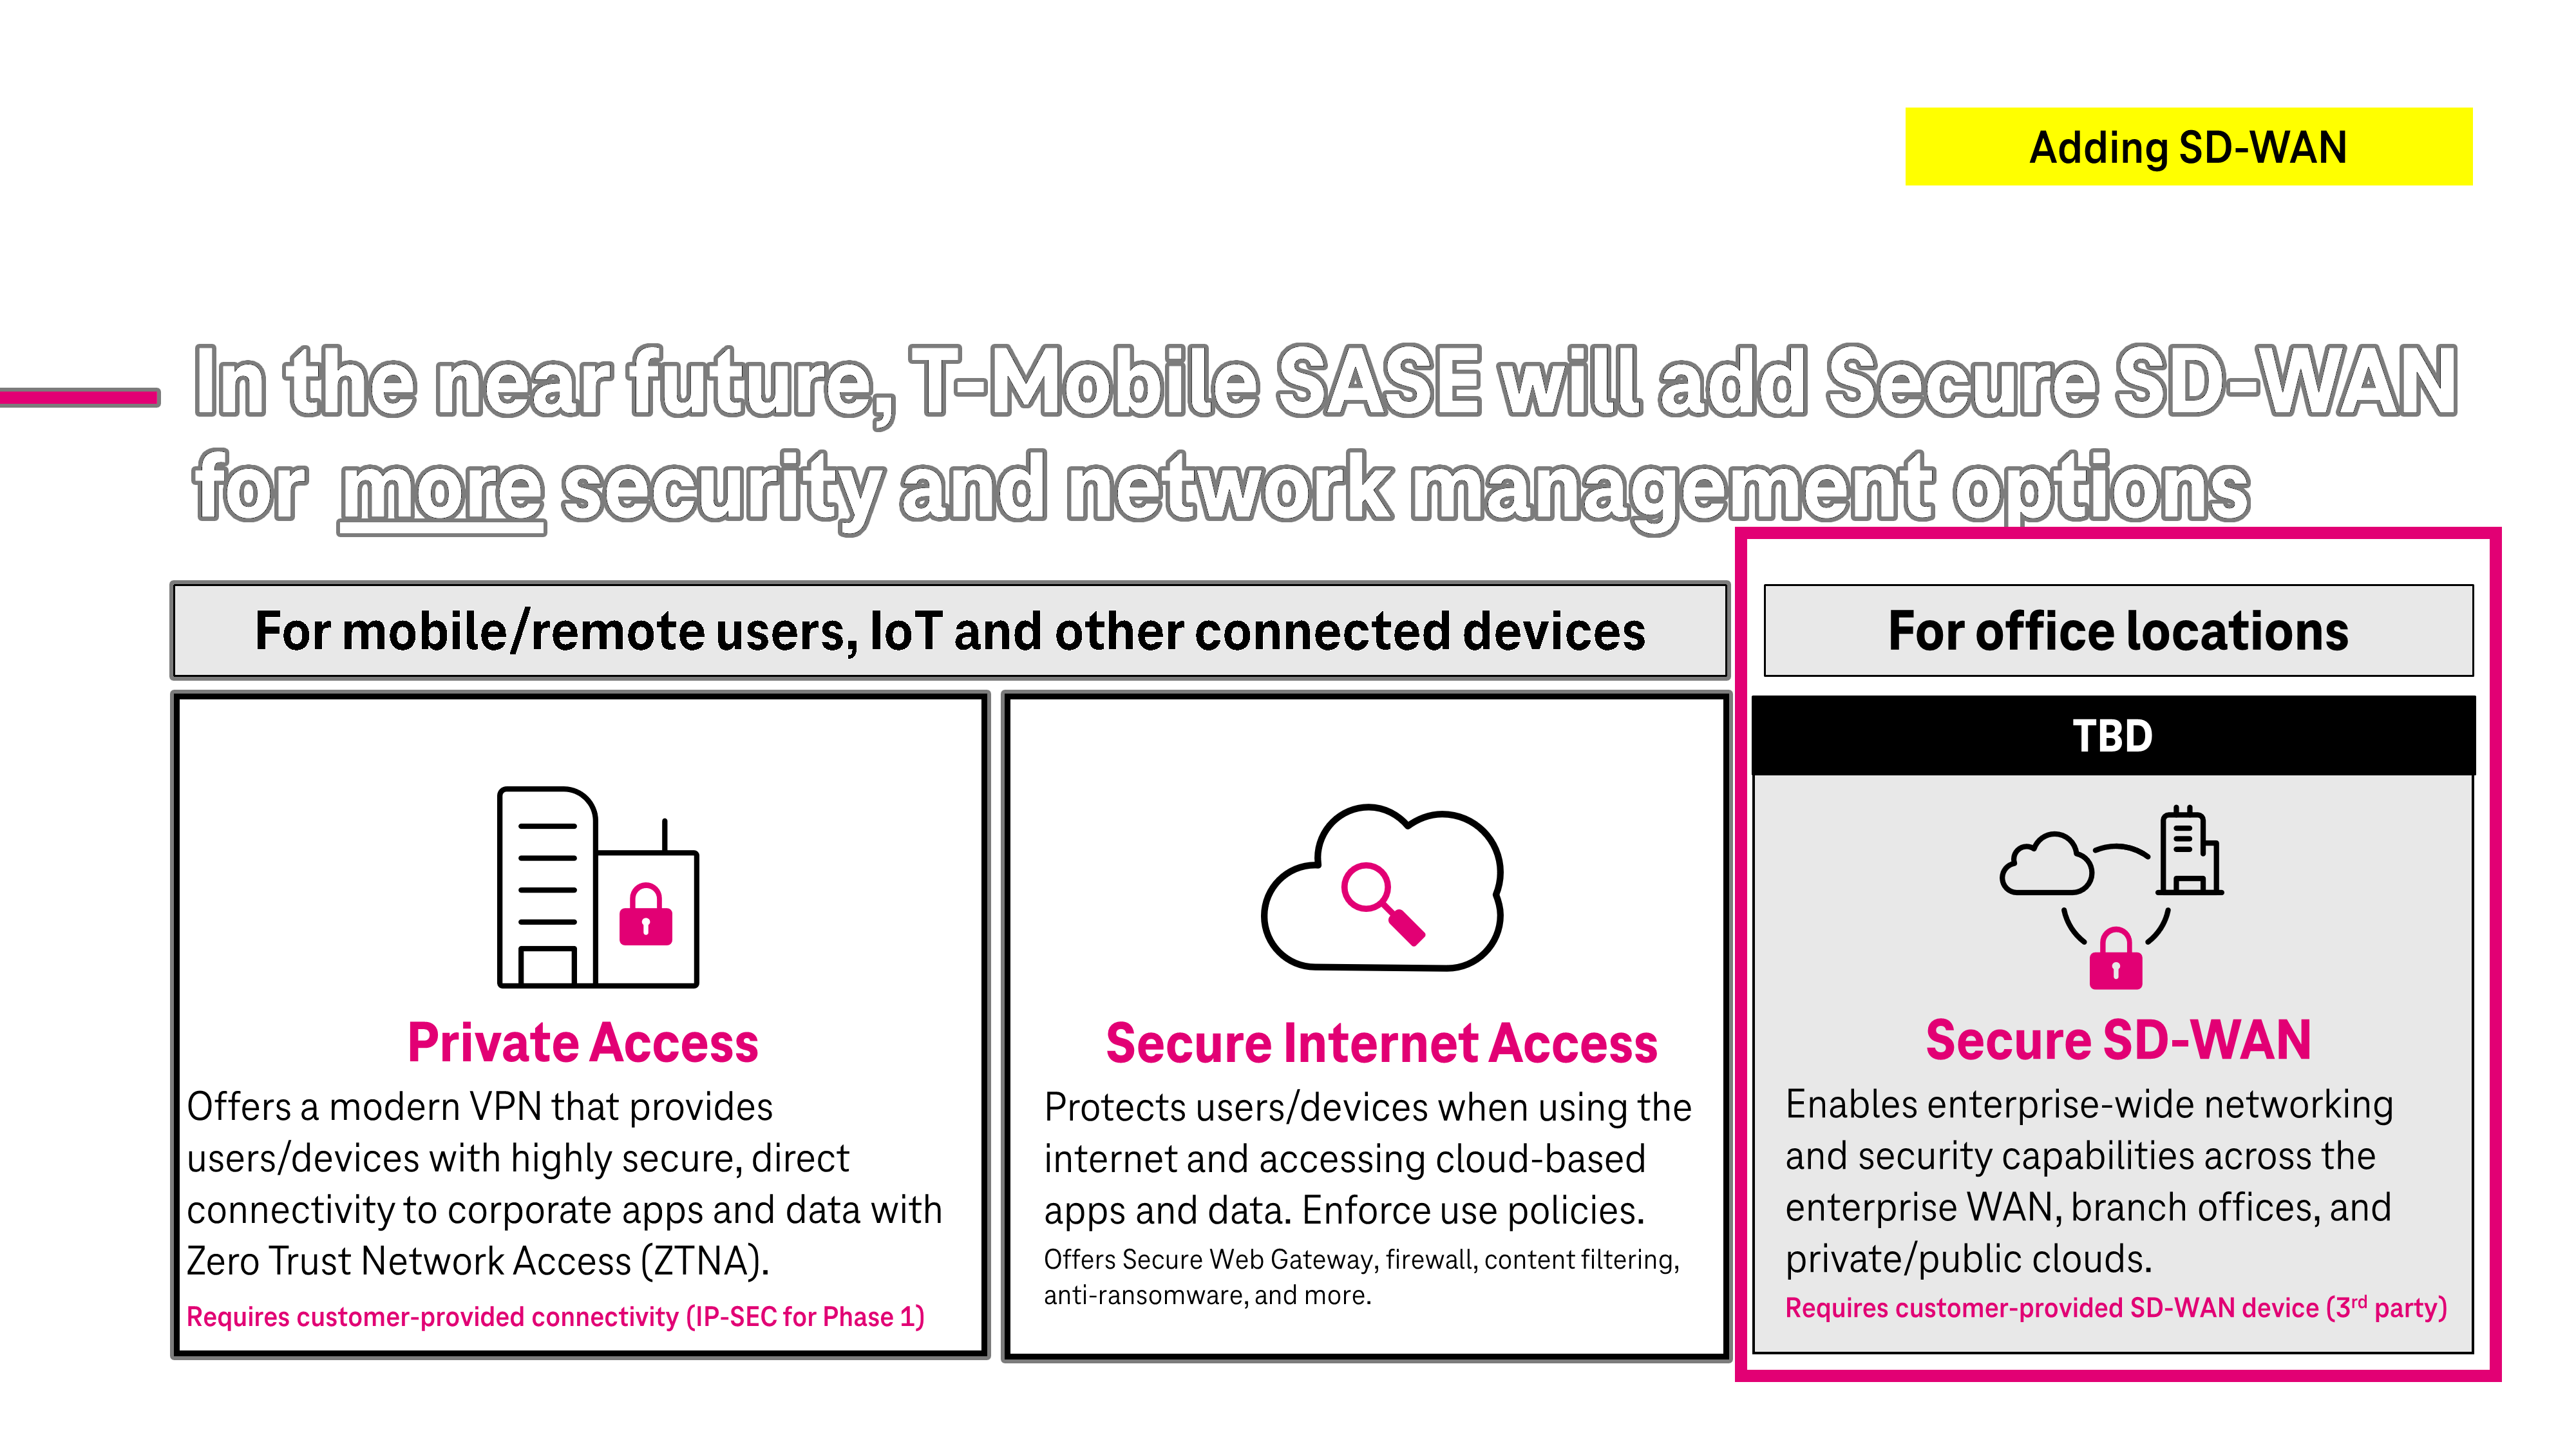 Adding SD-WAN
In the near future, T-Mobile SASE will add Secure SD-WAN
for more security and network management options
For mobile/remote users, IoT and other connected devices
For office locations
TBD
Private Access
Offers a modern VPN that provides
users/devices with highly secure, direct
connectivity to corporate apps and data with
Zero Trust Network Access (ZTNA).
Requires customer-provided connectivity (IP-SEC for Phase 1)
Secure Internet Access
Protects users/devices when using the
internet and accessing cloud-based
apps and data. Enforce use policies.
Offers Secure Web Gateway, firewall, content filtering,
anti-ransomware, and more.
Secure SD-WAN
Enables enterprise-wide networking
and security capabilities across the
enterprise WAN, branch offices, and
private/public clouds.
Requires customer-provided SD-WAN device (3rd party)